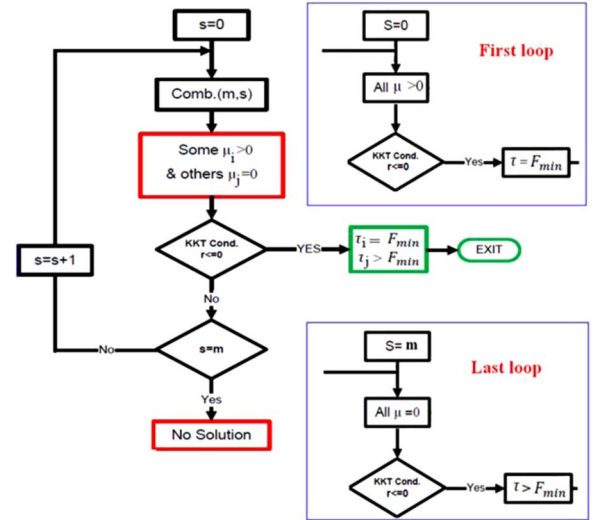 s=0
Comb.(m,s)
Some μi>0
& others μj=0
KKT Cond.
r<=0
YES
τi = Fmin
τj > Fmin
EXIT
No
s=s+1
s=m
No
Yes
No Solution
S=0
First loop
All μ >0
KKT Cond.
r<=0
Yes
τ = Fmin
S= m
Last loop
All μ =0
KKT Cond.
r<=0
Yes
τ > Fmin